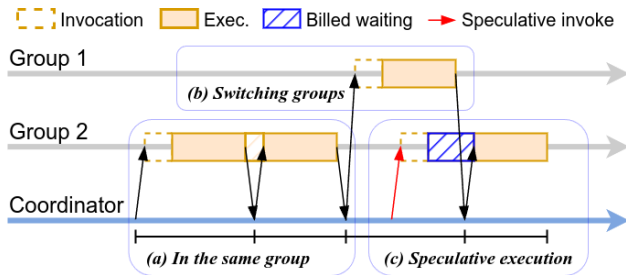 Invocation Exec. Billed waiting Speculative invoke
Group 1
(b) Switching groups
Group 2
Coordinator
(a) In the same group (c) Speculative execution